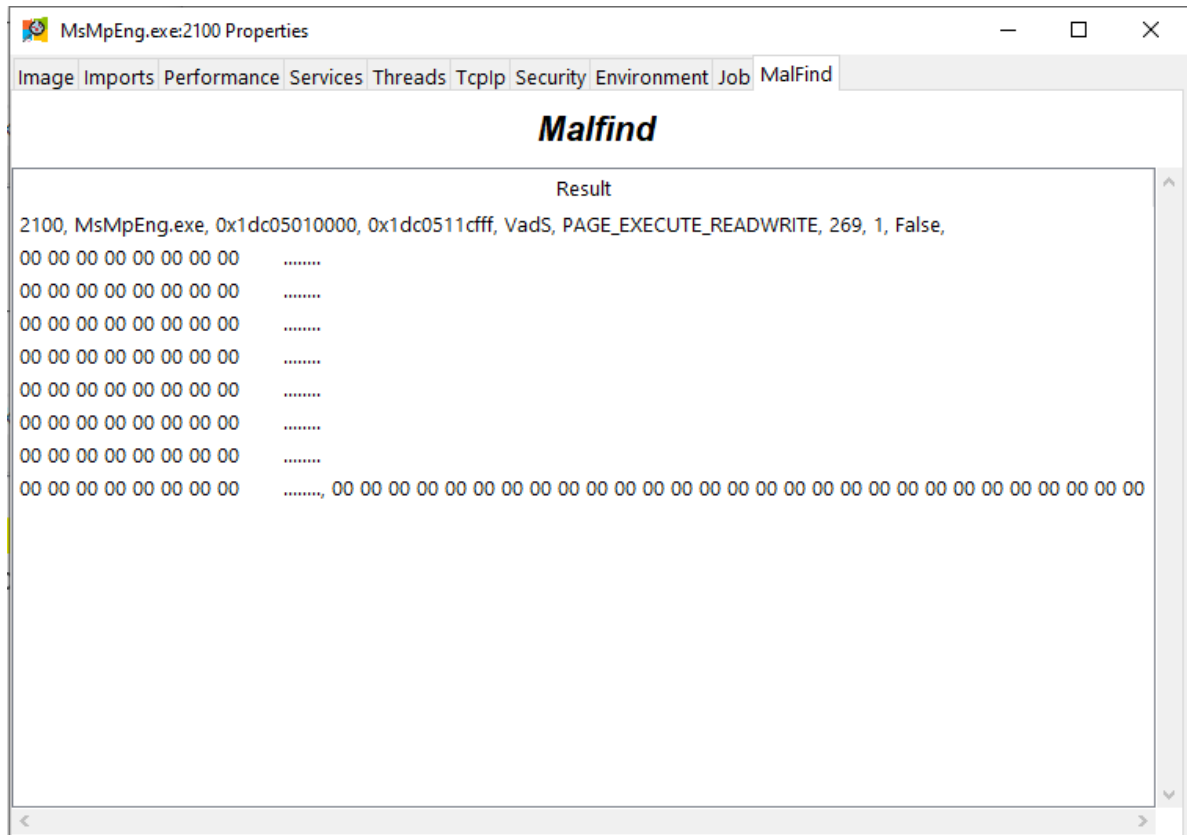 MsMpEng.exe:2100 Properties
Image Imports Performance Services Threads TcpIp Security Environment Job MalFind
Malfind
Result
2100, MsMpEng.exe, 0x1dc05010000, 0x1dc0511cfff, VadS, PAGE_EXECUTE_READWRITE, 269, 1, False,
00 00 00 00 00 00 00 00 ........
00 00 00 00 00 00 00 00 ........
00 00 00 00 00 00 00 00 ........
00 00 00 00 00 00 00 00 ........
00 00 00 00 00 00 00 00 ........
00 00 00 00 00 00 00 00 ........
00 00 00 00 00 00 00 00 ........
00 00 00 00 00 00 00 00 ........, 00 00 00 00 00 00 00 00 00 00 00 00 00 00 00 00 00 00 00 00 00 00 00 00 00 00 00 00 00